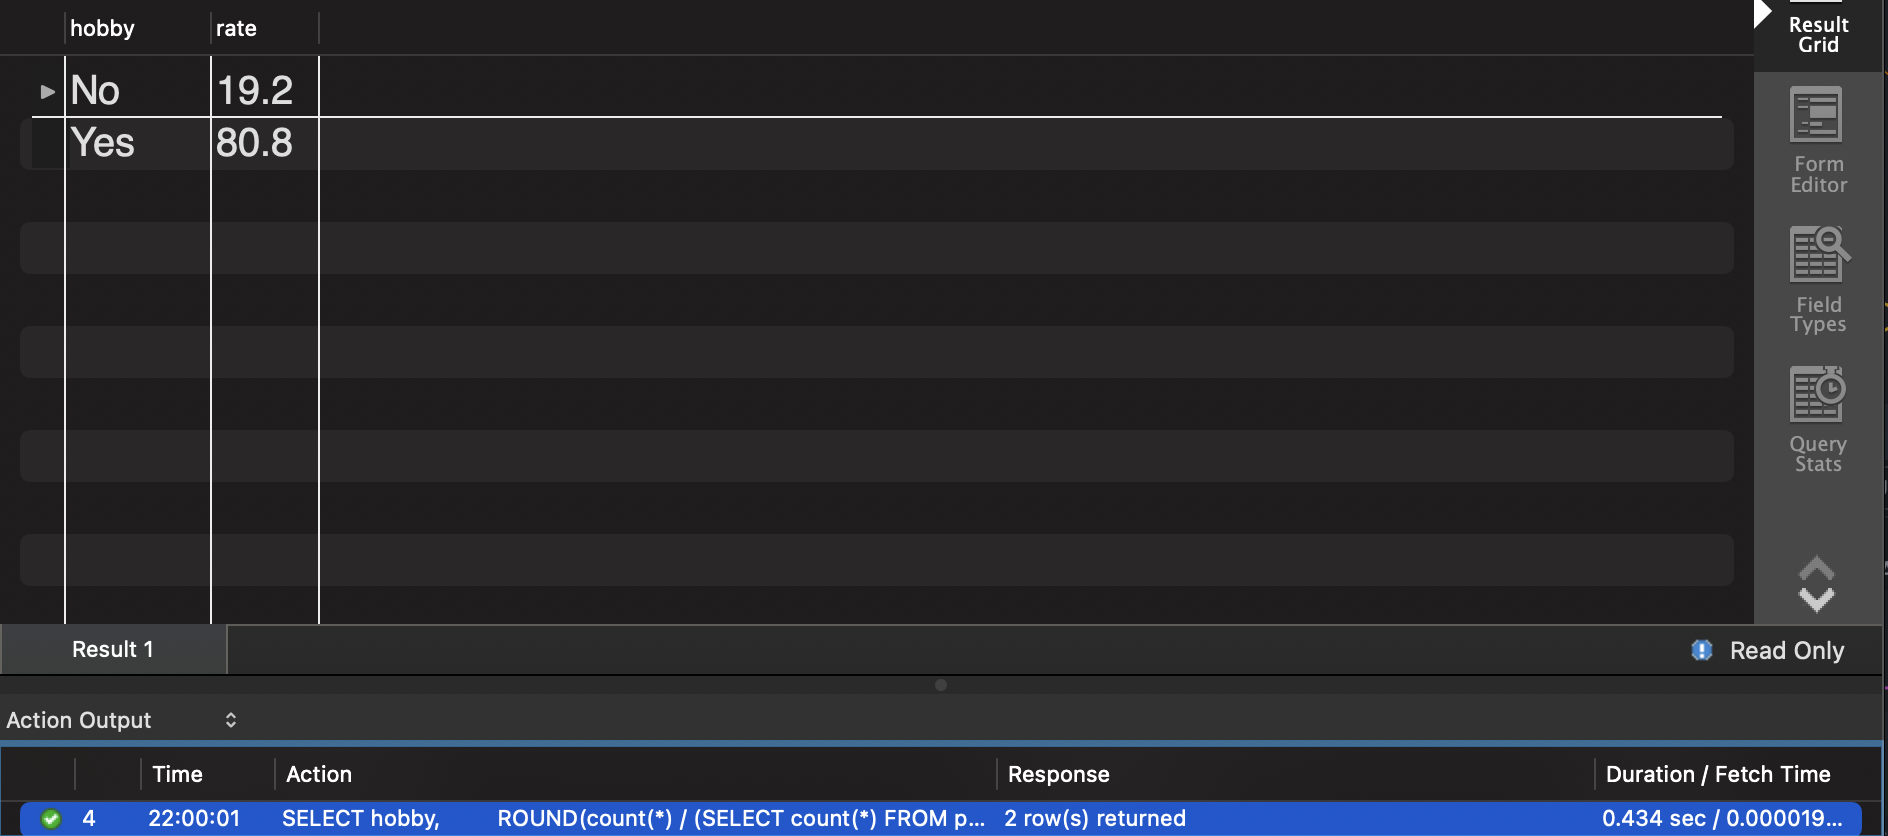 hobby rate
No 19.2
Yes 80.8
Result
Grid
Form
Editor
Field
Types
Query
Stats
Result 1
Read Only
Action Output
Time Action Response Duration / Fetch Time
4 22:00:01 SELECT hobby, ROUND(count(*) / (SELECT count(*) FROM p... 2 row(s) returned 0.434 sec / 0.000019...